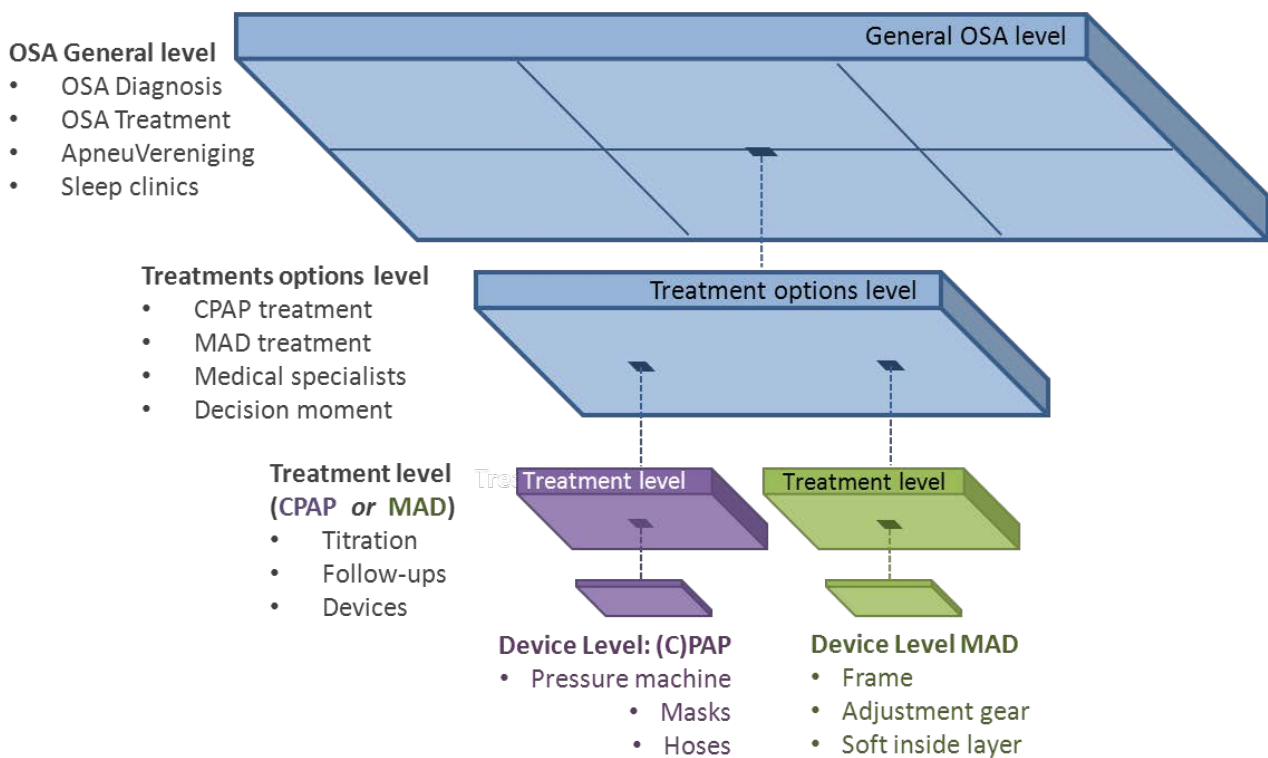 General OSA level
OSA General level
• OSA Diagnosis
• OSA Treatment
• ApneuVereniging
• Sleep clinics
Treatments options level
• CPAP treatment
• MAD treatment
• Medical specialists
• Decision moment
Treatment options level
Treatment level
(CPAP or MAD)
• Titration
• Follow-ups
• Devices
Treatment level
Treatment level
Device Level: (C)PAP
• Pressure machine
• Masks
• Hoses
Device Level MAD
• Frame
• Adjustment gear
• Soft inside layer